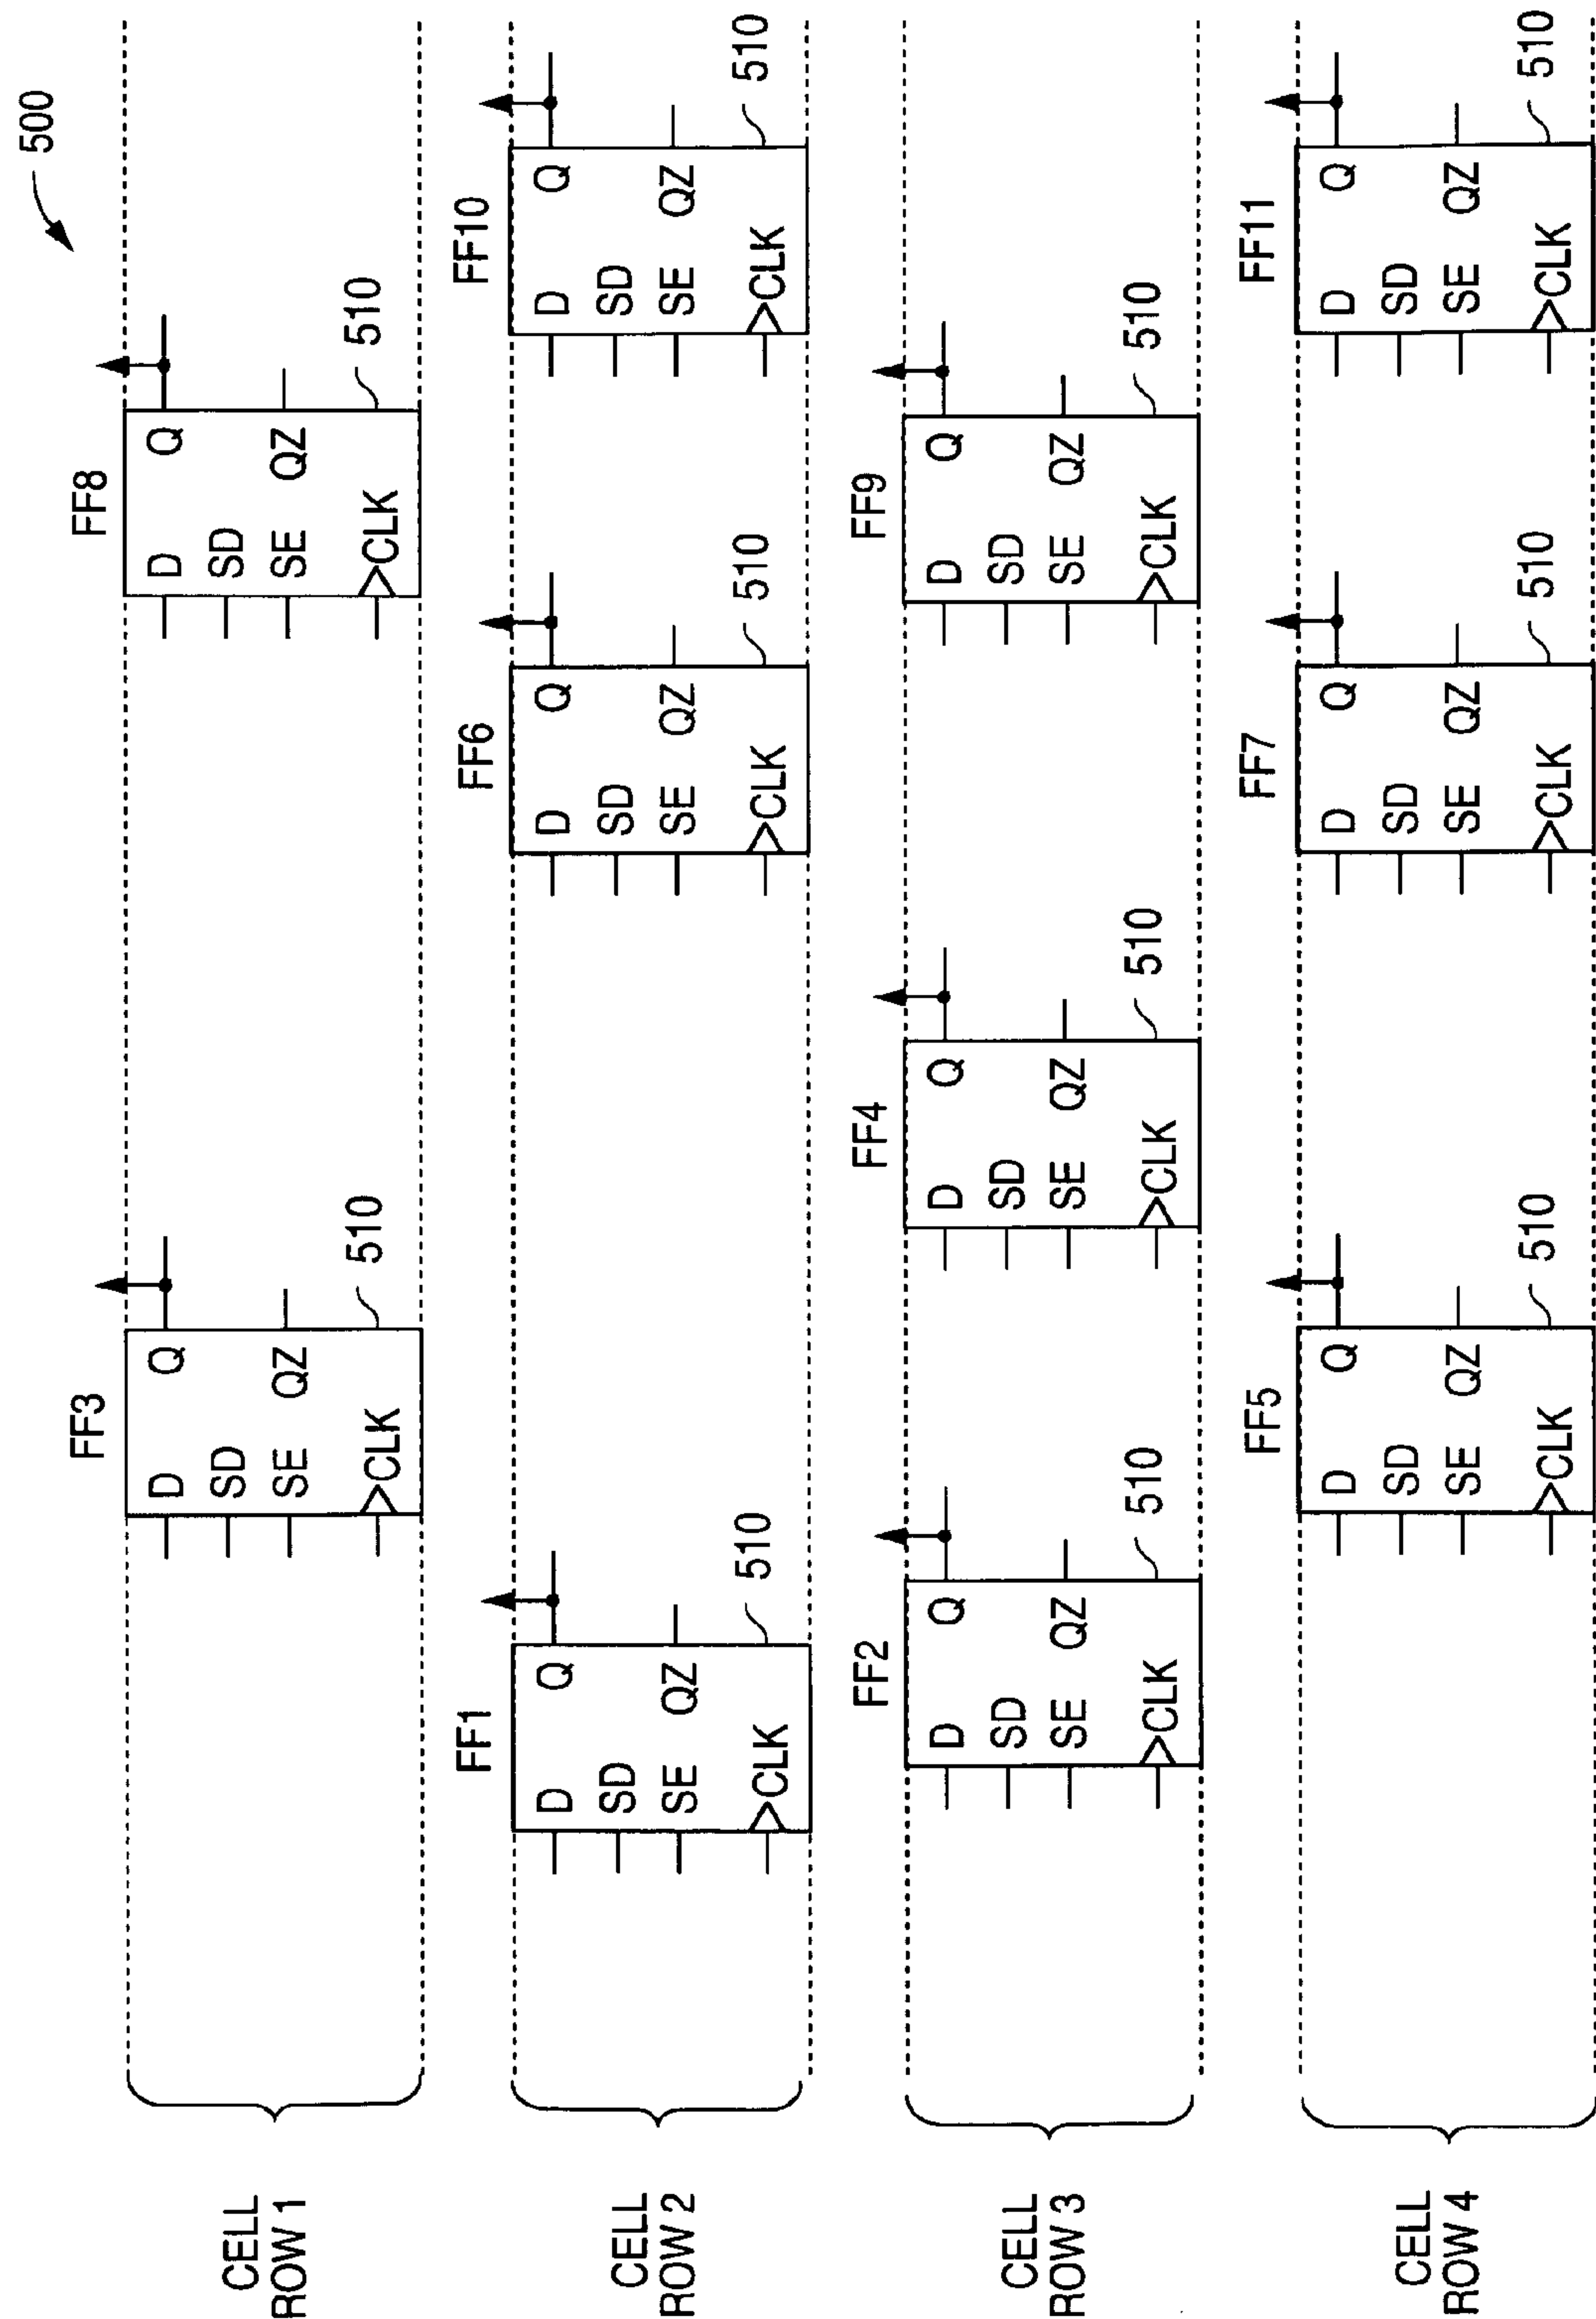 500
CELL
ROW 1
FF3
D
Q
SD
SE
QZ
CLK
510
FF8
D
Q
SD
SE
QZ
CLK
510
CELL
ROW 2
FF1
D
Q
SD
SE
QZ
CLK
510
FF6
D
Q
SD
SE
QZ
CLK
510
FF10
D
Q
SD
SE
QZ
CLK
510
CELL
ROW 3
FF2
D
Q
SD
SE
QZ
CLK
510
FF4
D
Q
SD
SE
QZ
CLK
510
FF9
D
Q
SD
SE
QZ
CLK
510
CELL
ROW 4
FF5
D
Q
SD
SE
QZ
CLK
510
FF7
D
Q
SD
SE
QZ
CLK
510
FF11
D
Q
SD
SE
QZ
CLK
510